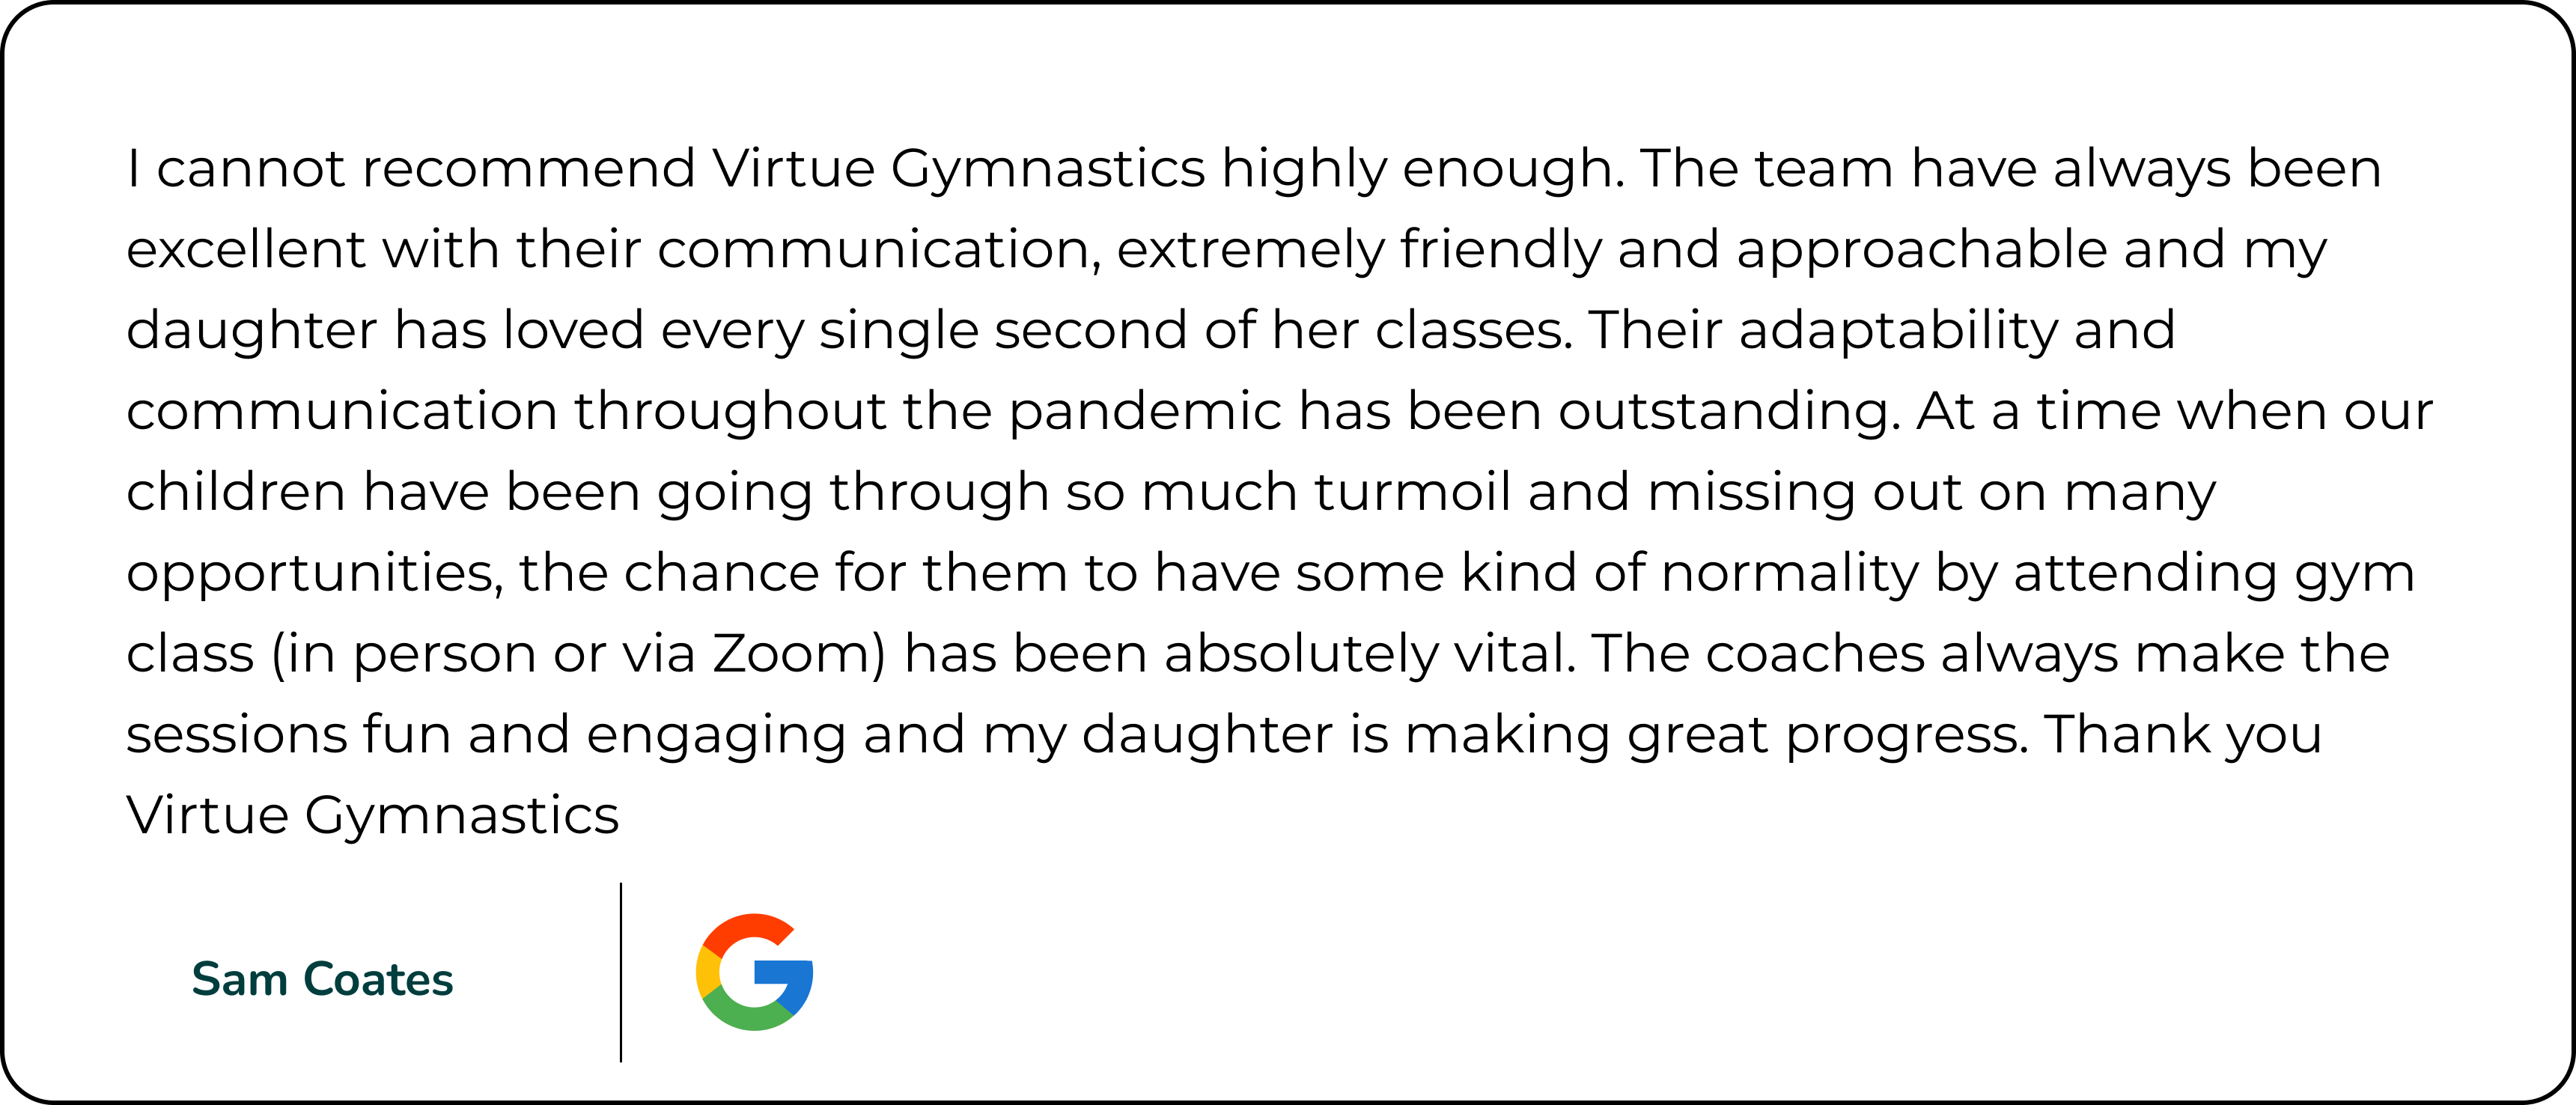 I cannot recommend Virtue Gymnastics highly enough. The team have always been
excellent with their communication, extremely friendly and approachable and my
daughter has loved every single second of her classes. Their adaptability and
communication throughout the pandemic has been outstanding. At a time when our
children have been going through so much turmoil and missing out on many
opportunities, the chance for them to have some kind of normality by attending gym
class (in person or via Zoom) has been absolutely vital. The coaches always make the
sessions fun and engaging and my daughter is making great progress. Thank you
Virtue Gymnastics
Sam Coates